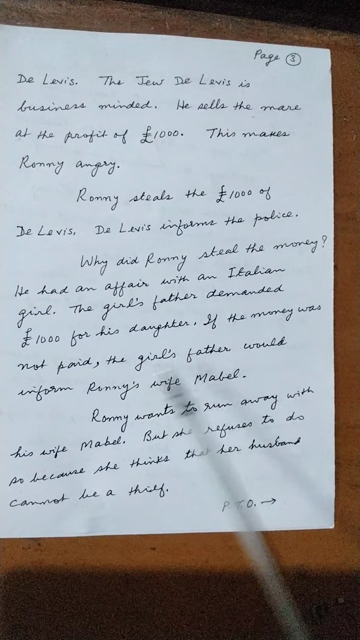 Page 3
De Levis. The Jew De Levis is
business minded. He sells the mare
at the profit of £1000. This makes
Ronny angry.
Ronny steals the £1000 of
De Levis. De Levis informs the police.
Why did Ronny steal the money?
He had an affair with an Italian
girl. The girl's father demanded
£1000 for his daughter. If the money was
not paid, the girl's father would
inform Ronny's wife Mabel.
Ronny wants to run away with
his wife Mabel. But she refuses to do
so because she thinks that her husband
cannot be a thief.
P.T.O. →